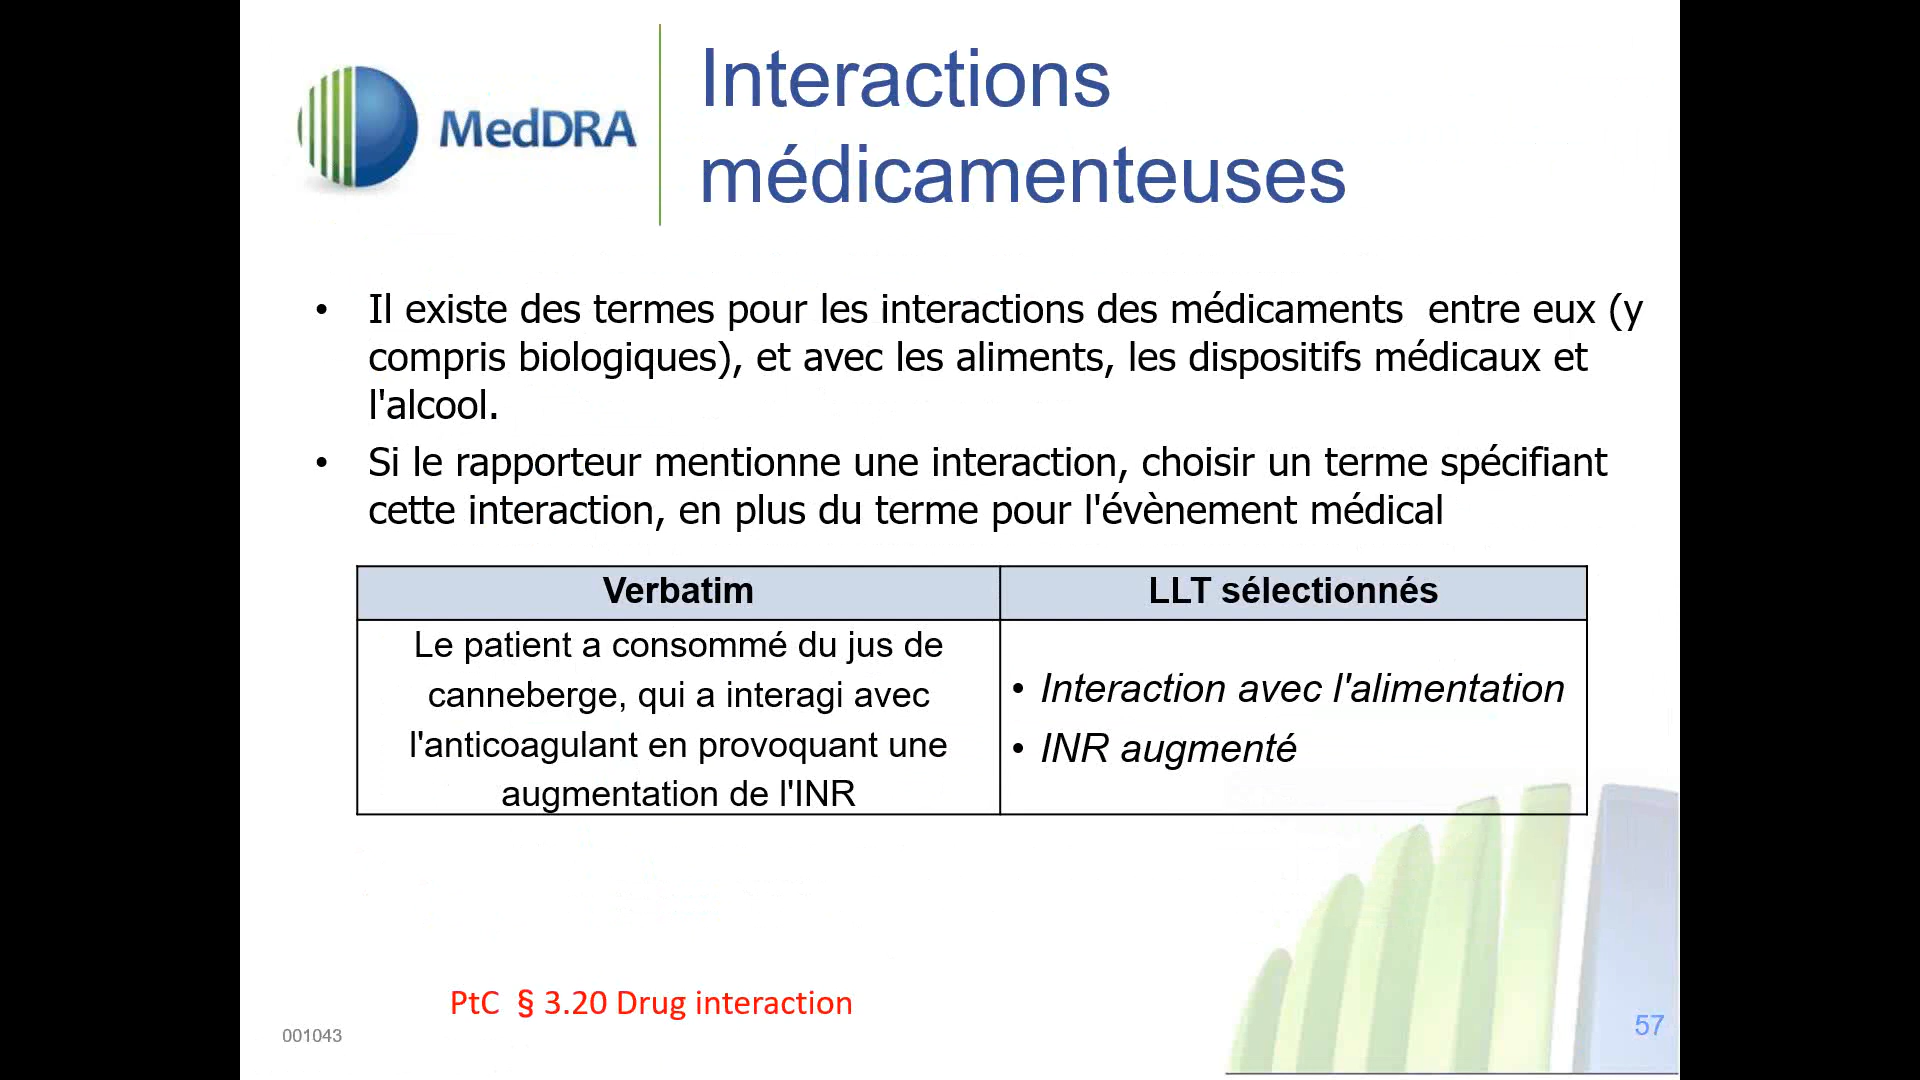 MedDRA
Interactions
médicamenteuses
• Il existe des termes pour les interactions des médicaments  entre eux (y
compris biologiques), et avec les aliments, les dispositifs médicaux et
l'alcool.
• Si le rapporteur mentionne une interaction, choisir un terme spécifiant
cette interaction, en plus du terme pour l'évènement médical
Verbatim
LLT sélectionnés
Le patient a consommé du jus de
canneberge, qui a interagi avec
l'anticoagulant en provoquant une
augmentation de l'INR
• Interaction avec l'alimentation
• INR augmenté
PtC  § 3.20 Drug interaction
001043
57